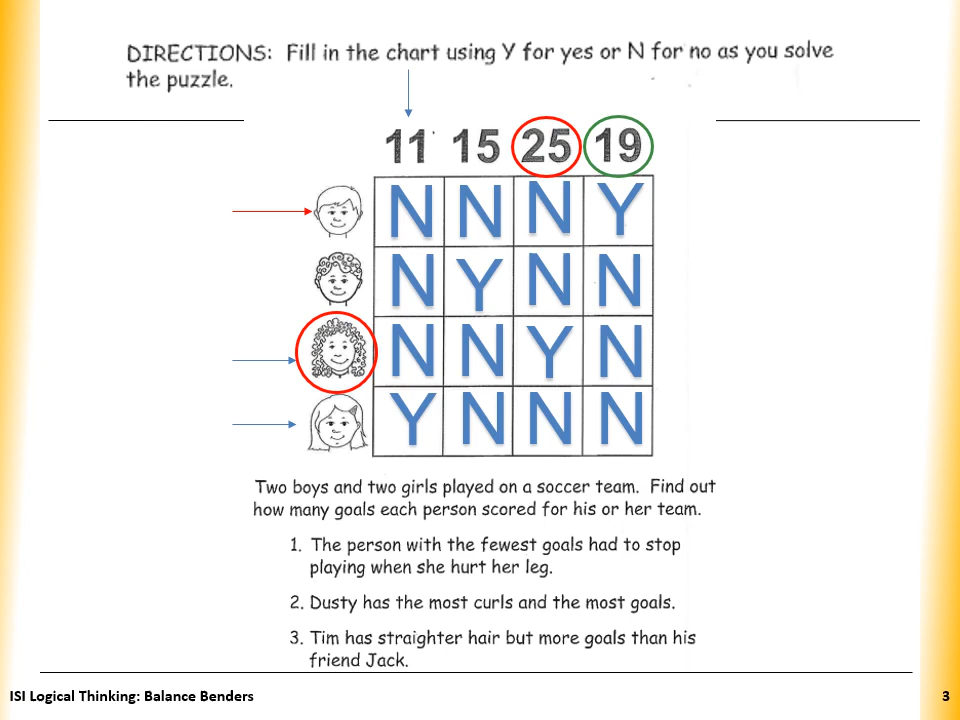 DIRECTIONS: Fill in the chart using Y for yes or N for no as you solve
the puzzle.
11 15 25 19
N N N Y
N Y N N
N N Y N
Y N N N
Two boys and two girls played on a soccer team. Find out
how many goals each person scored for his or her team.
1. The person with the fewest goals had to stop
playing when she hurt her leg.
2. Dusty has the most curls and the most goals.
3. Tim has straighter hair but more goals than his
friend Jack.
ISI Logical Thinking: Balance Benders 3